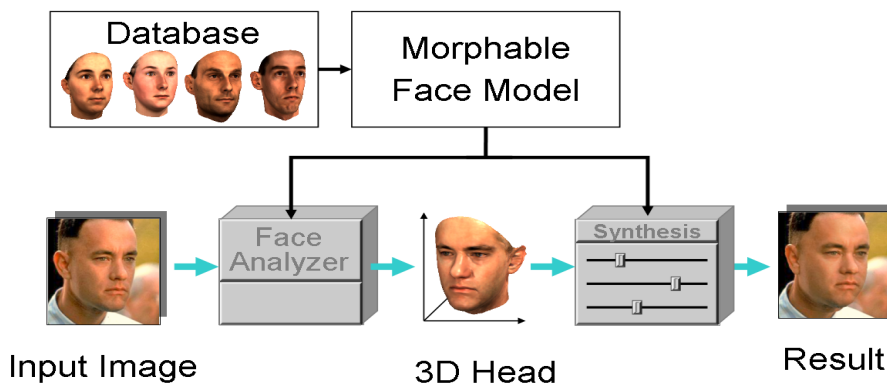 Database
Morphable
Face Model
Face
Analyzer
Synthesis
Input Image
3D Head
Result